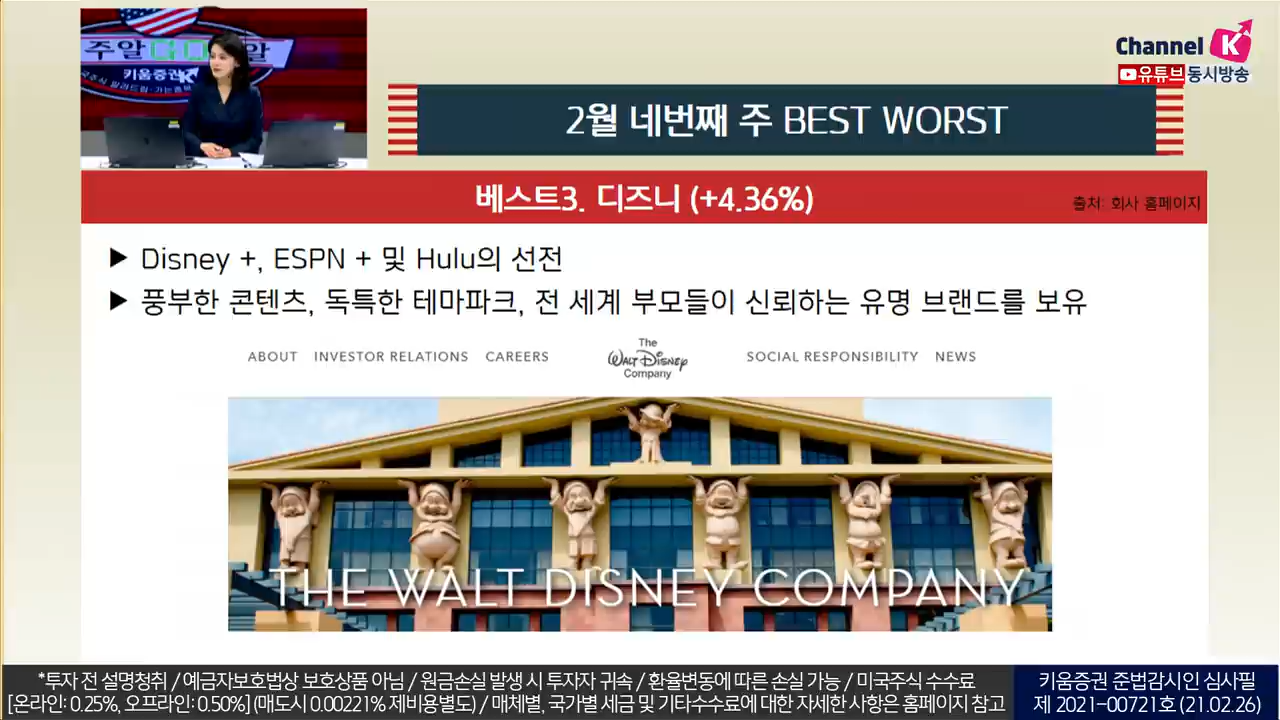 주알
GO
알
키움증권
Channel K
유튜브 동시방송
2월 네번째 주 BEST WORST
베스트3. 디즈니 (+4.36%)
출처: 회사 홈페이지
▶ Disney +, ESPN + 및 Hulu의 선전
▶ 풍부한 콘텐츠, 독특한 테마파크, 전 세계 부모들이 신뢰하는 유명 브랜드를 보유
ABOUT INVESTOR RELATIONS CAREERS
The
WALT DISNEY
Company
SOCIAL RESPONSIBILITY NEWS
THE WALT DISNEY COMPANY
*투자 전 설명청취 / 예금자보호법상 보호상품 아님 / 원금손실 발생 시 투자자 귀속 / 환율변동에 따른 손실 가능 / 미국주식 수수료
[온라인: 0.25%, 오프라인: 0.50%] (매도시 0.00221% 제비용별도) / 매체별, 국가별 세금 및 기타수수료에 대한 자세한 사항은 홈페이지 참고
키움증권 준법감시인 심사필
제 2021-00721호 (21.02.26)